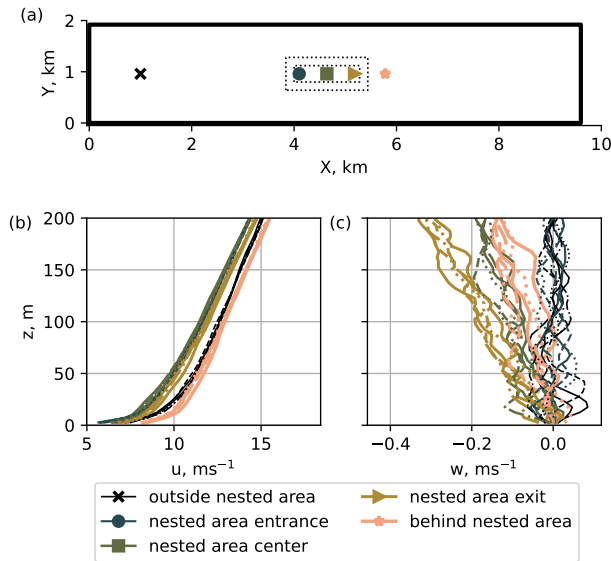 (a)
2
1
0
Y, km
0
2
4
6
8
10
X, km
(b)
(c)
200
150
100
50
0
z, m
5
10
15
u, ms⁻¹
−0.4
−0.2
0.0
w, ms⁻¹
outside nested area
nested area entrance
nested area center
nested area exit
behind nested area